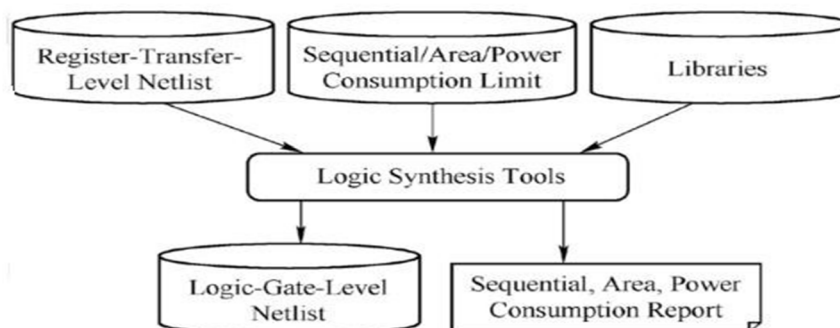 Register-Transfer-
Level Netlist
Sequential/Area/Power
Consumption Limit
Libraries
Logic Synthesis Tools
Logic-Gate-Level
Netlist
Sequential, Area, Power
Consumption Report